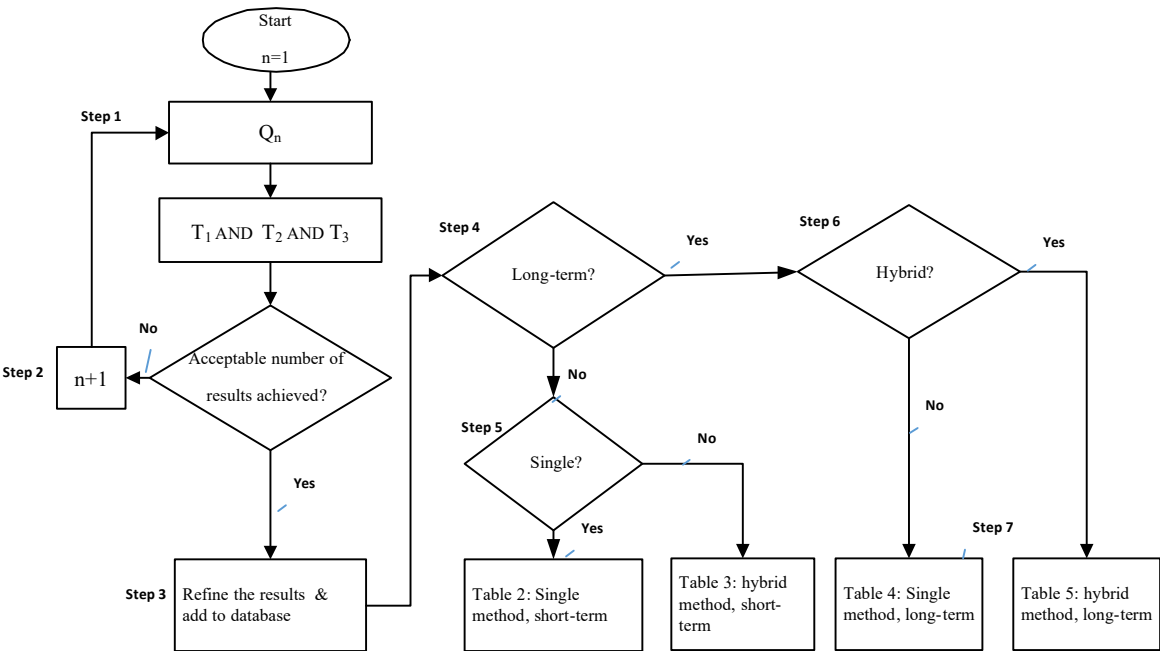 Start
n=1
Step 1
Qn
T1 AND T2 AND T3
No
Acceptable number of
results achieved?
Step 2
n+1
Yes
Step 3
Refine the results &
add to database
Step 4
Long-term?
Yes
No
Step 5
Single?
No
Yes
Step 6
Hybrid?
Yes
No
Step 7
Table 2: Single
method, short-term
Table 3: hybrid
method, short-
term
Table 4: Single
method, long-term
Table 5: hybrid
method, long-term